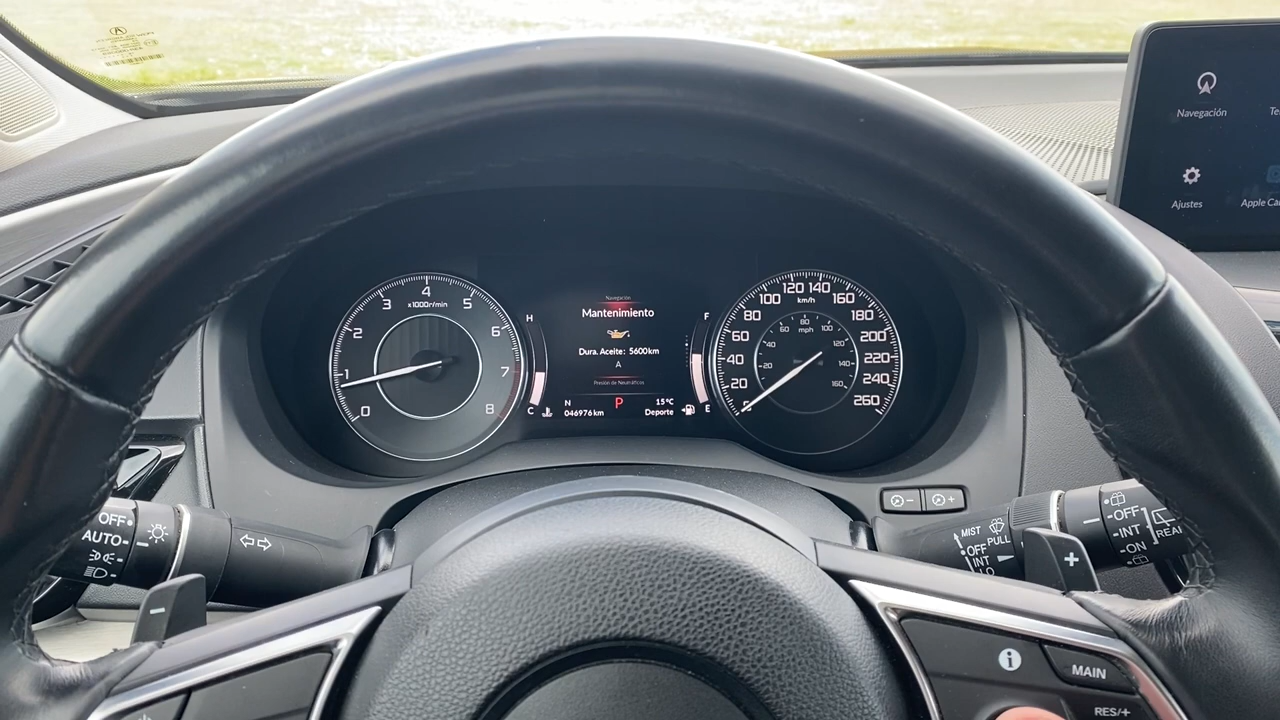 Navegación
Ajustes
Apple Ca
4
3
5
x1000r/min
2
6
1
7
0
8
H
C
Navegación
Mantenimiento
Dura. Aceite: 5600km
A
Presión de Neumáticos
N
P
15°C
046976km
Deporte
F
E
120 140
100
160
km/h
80
180
60
200
40
220
20
240
260
80
60
100
mph
40
120
20
140
160
OFF
AUTO
−
−
+
MIST
PULL
OFF
INT
LO
+
−
OFF
INT
ON
REAR
i
MAIN
RES/+